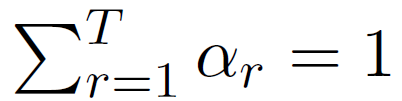 ∑_{r=1}^{T} α_r = 1